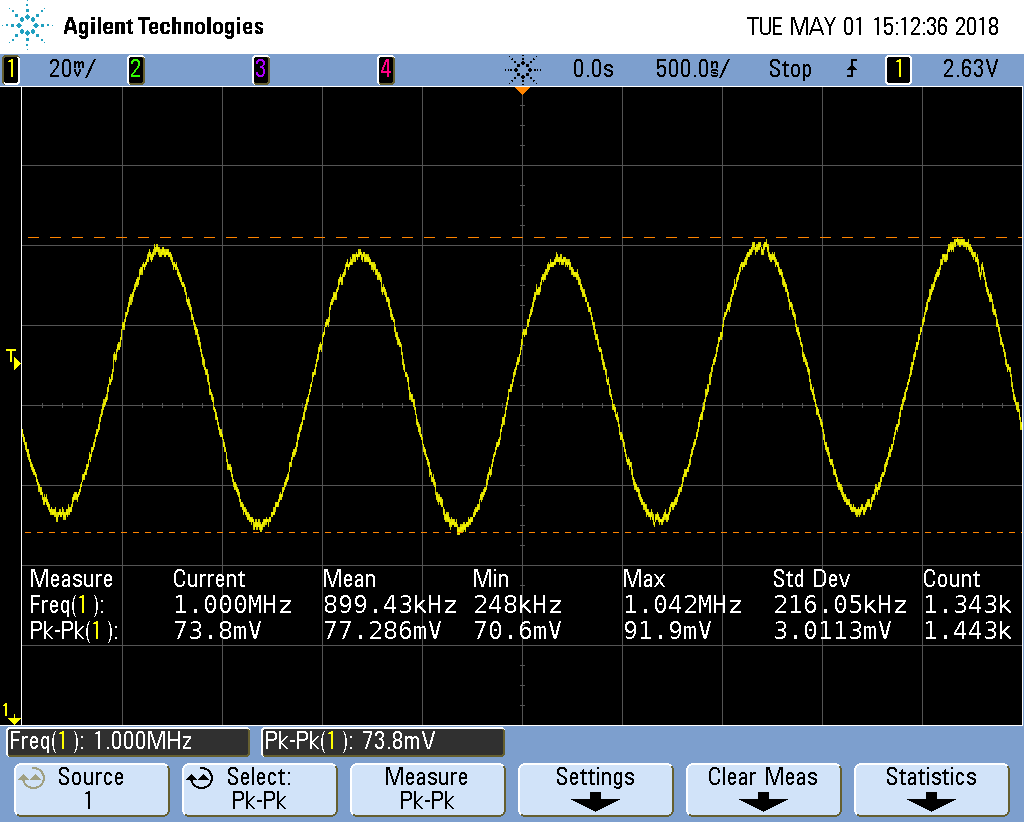 Agilent Technologies TUE MAY 01 15:12:36 2018
1 20mV/ 2 3 4 0.0s 500.0ns/ Stop 1 2.63V
T
Measure Current Mean Min Max Std Dev Count
Freq(1): 1.000MHz 899.43kHz 248kHz 1.042MHz 216.05kHz 1.343k
Pk-Pk(1): 73.8mV 77.286mV 70.6mV 91.9mV 3.0113mV 1.443k
1
Freq(1): 1.000MHz Pk-Pk(1): 73.8mV
Source Select: Measure Settings Clear Meas Statistics
1 Pk-Pk Pk-Pk